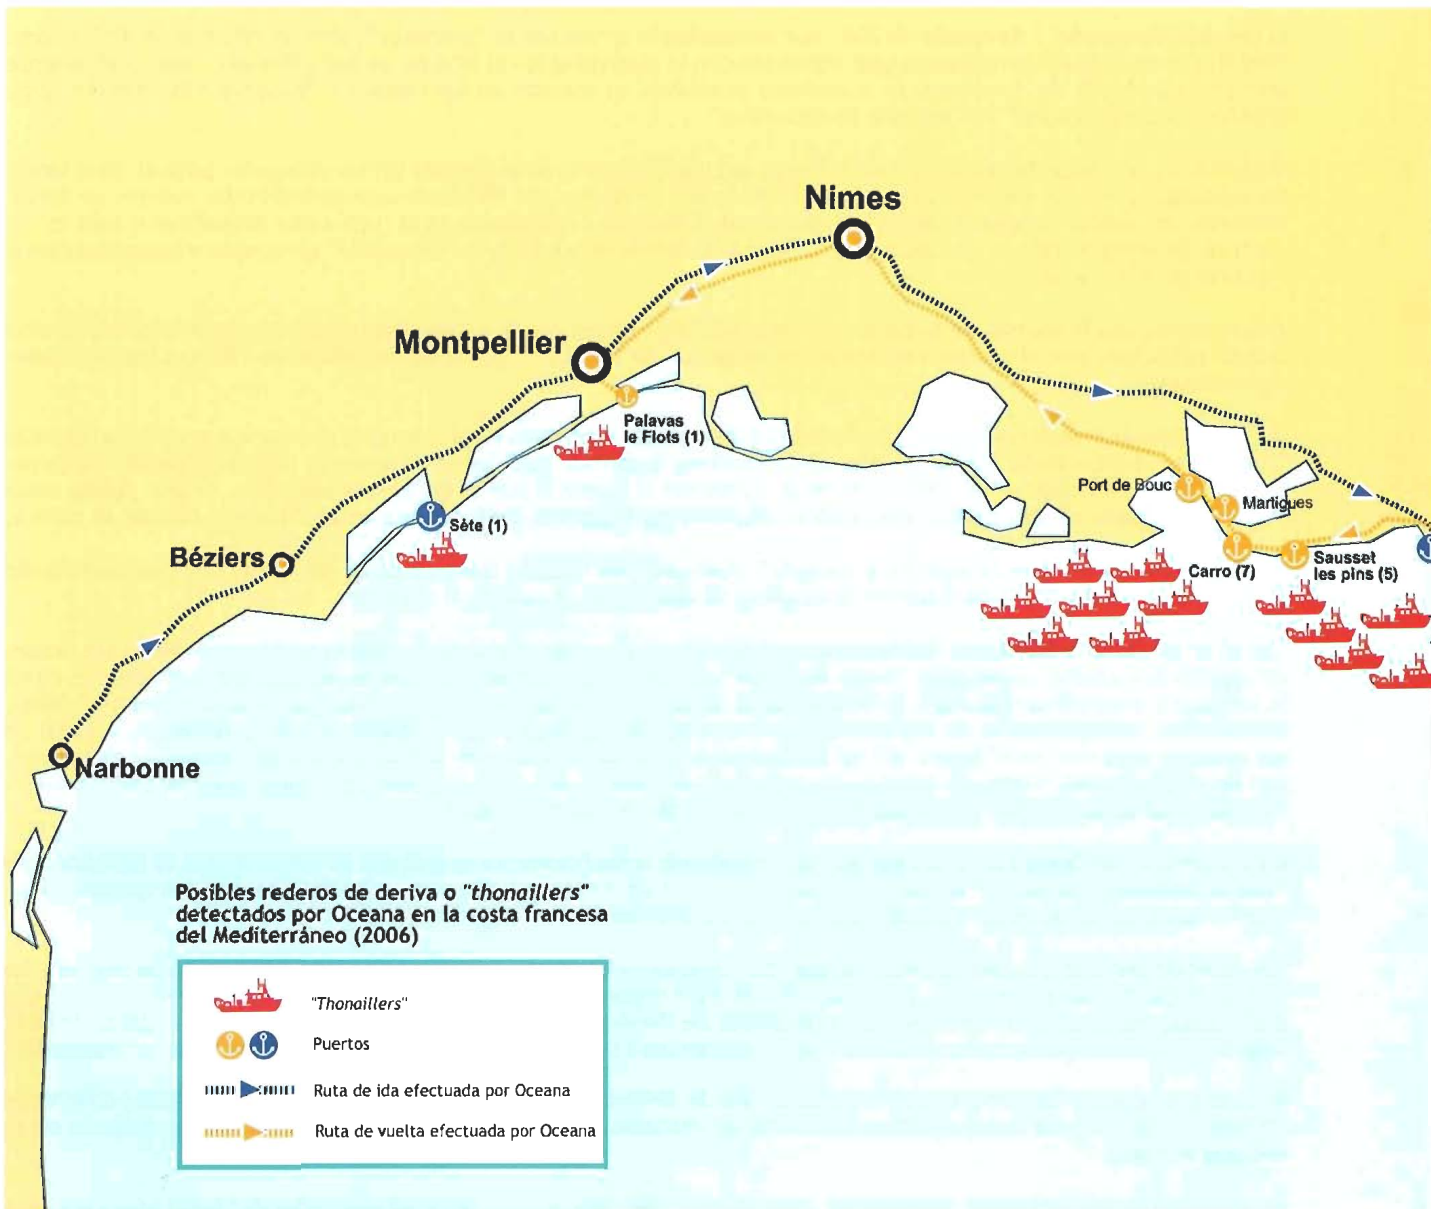 Nimes
Montpellier
Palavas
le Flots (1)
Port de Bouc
Martigues
Sète (1)
Béziers
Carro (7)
Sausset
les pins (5)
Narbonne
Posibles rederos de deriva o "thonaillers"
detectados por Oceana en la costa francesa
del Mediterráneo (2006)
"Thonaillers"
Puertos
Ruta de ida efectuada por Oceana
Ruta de vuelta efectuada por Oceana